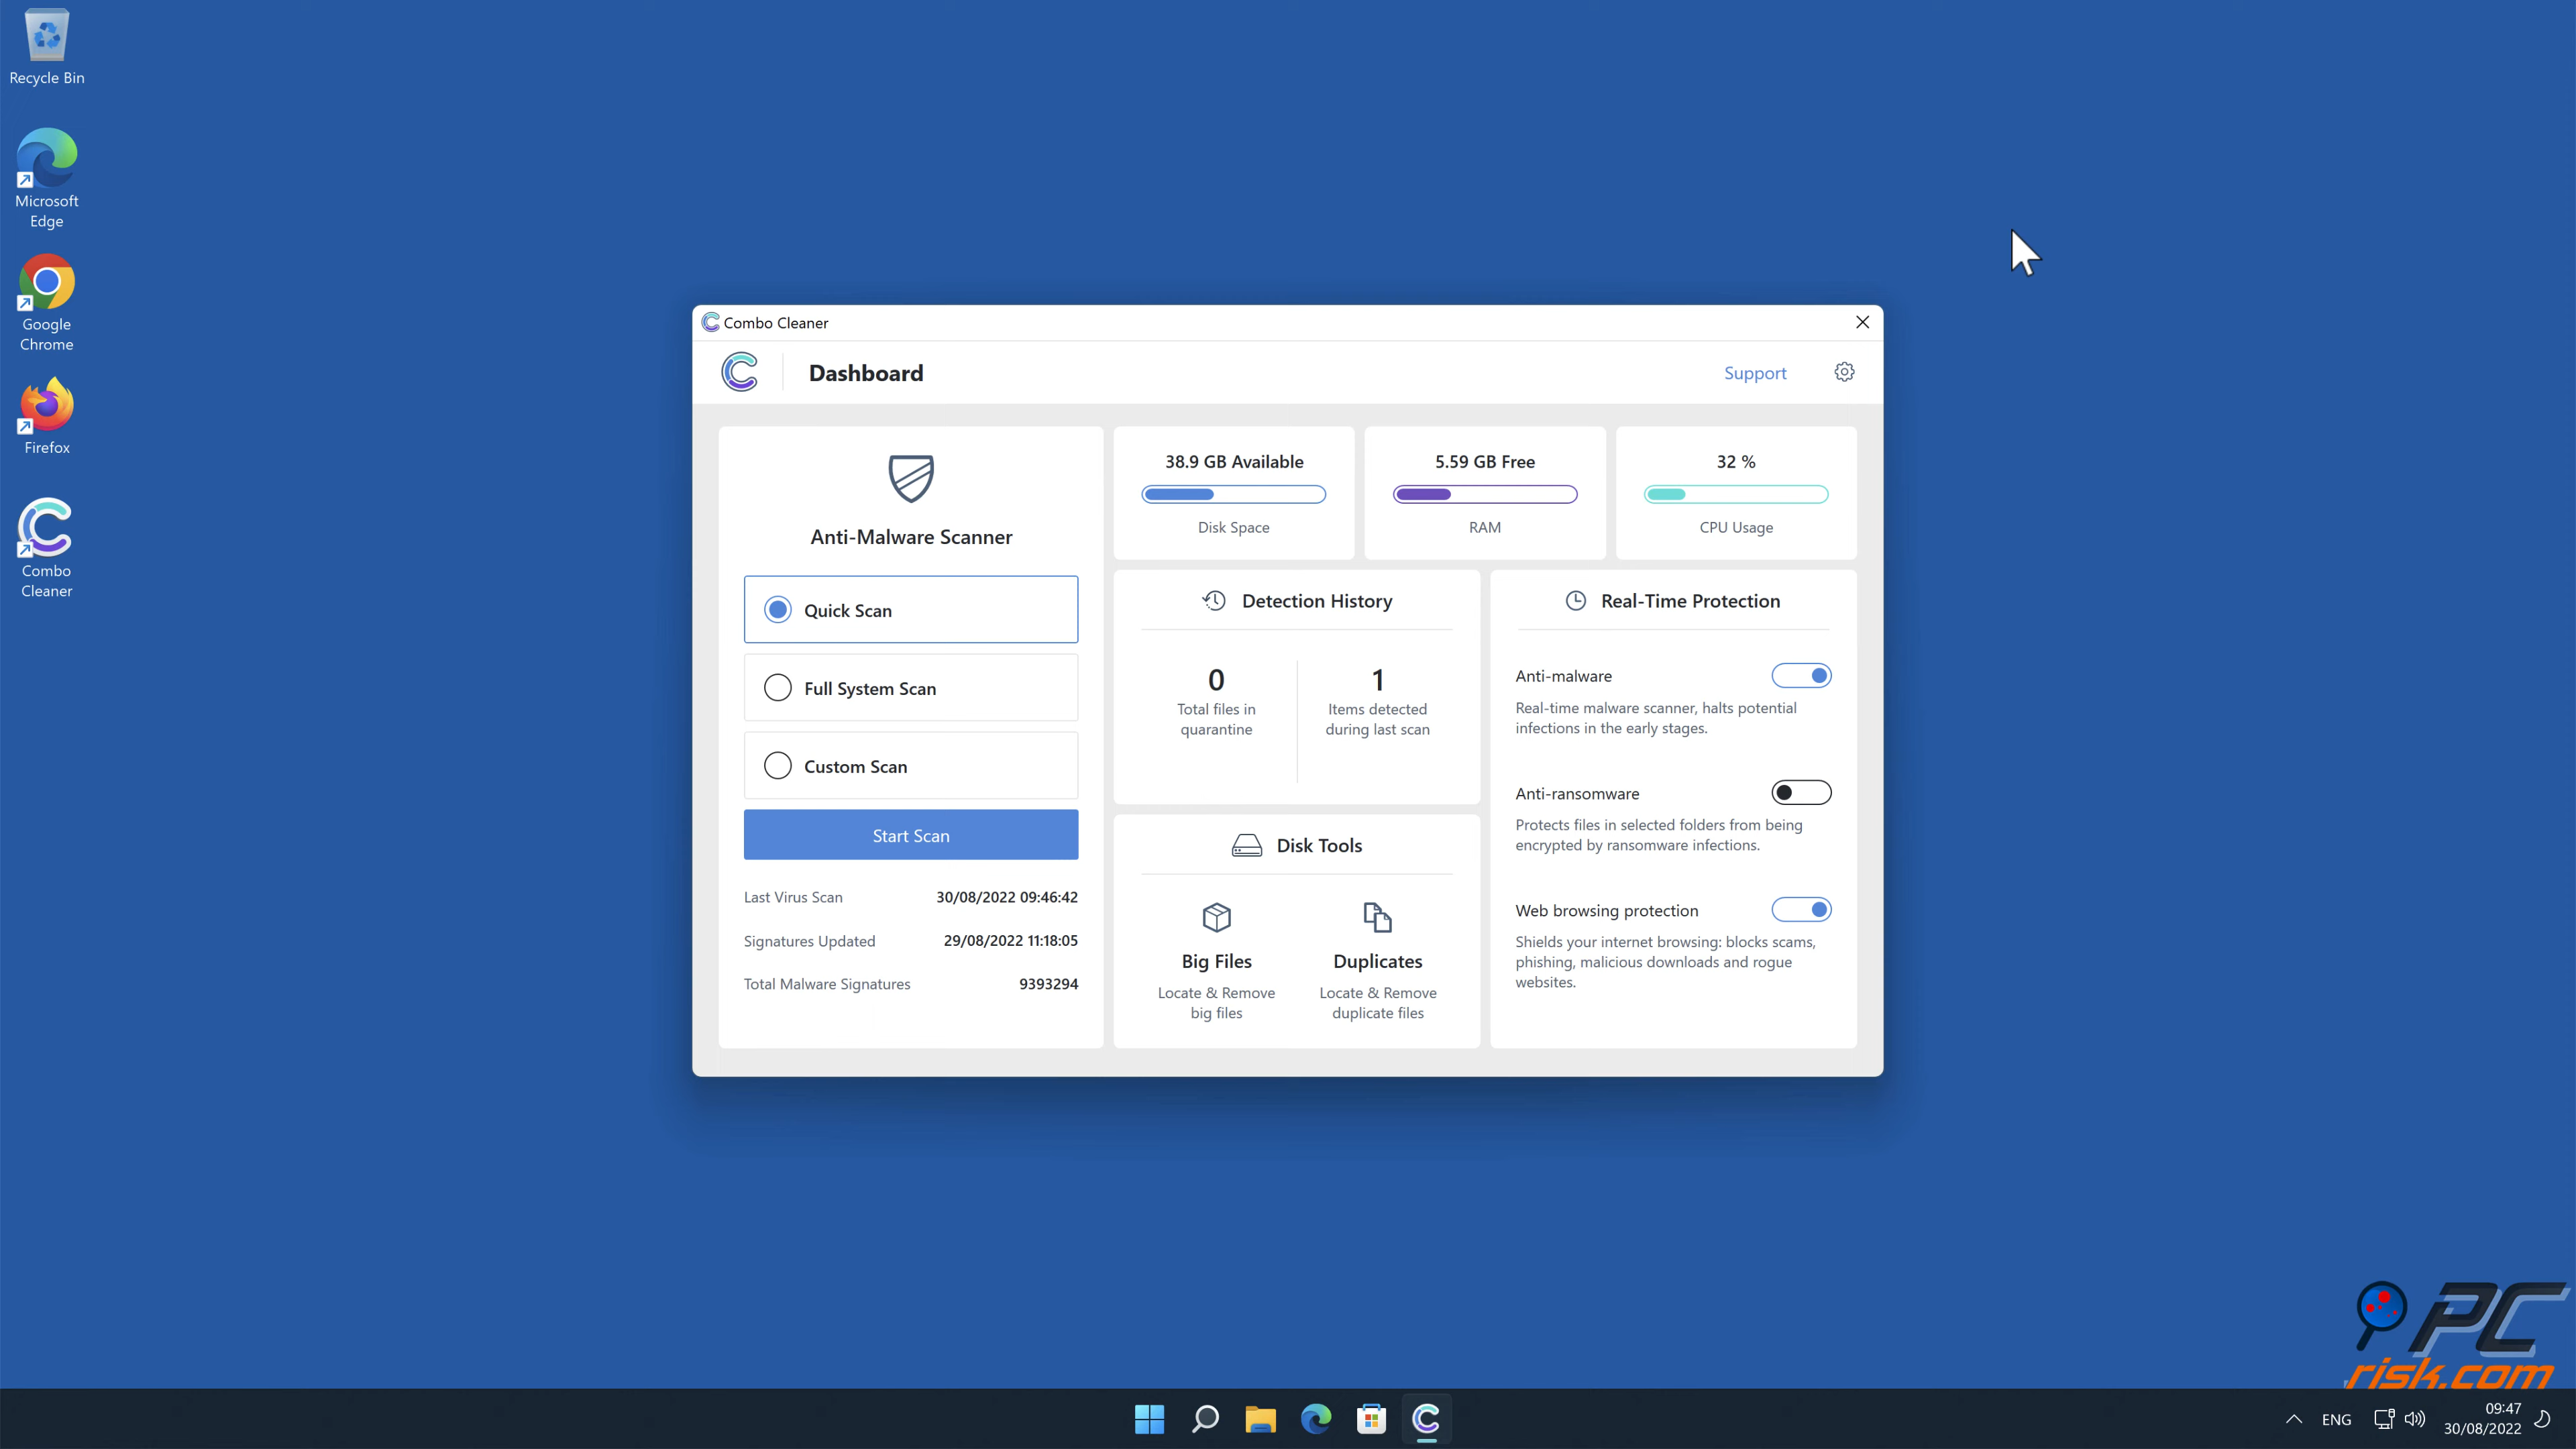 Recycle Bin
Microsoft
Edge
Google
Chrome
Firefox
Combo
Cleaner
Combo Cleaner
Dashboard
Support
Anti-Malware Scanner
Quick Scan
Full System Scan
Custom Scan
Start Scan
Last Virus Scan 30/08/2022 09:46:42
Signatures Updated 29/08/2022 11:18:05
Total Malware Signatures 9393294
38.9 GB Available
Disk Space
5.59 GB Free
RAM
32 %
CPU Usage
Detection History
0
Total files in
quarantine
1
Items detected
during last scan
Disk Tools
Big Files
Locate & Remove
big files
Duplicates
Locate & Remove
duplicate files
Real-Time Protection
Anti-malware
Real-time malware scanner, halts potential
infections in the early stages.
Anti-ransomware
Protects files in selected folders from being
encrypted by ransomware infections.
Web browsing protection
Shields your internet browsing: blocks scams,
phishing, malicious downloads and rogue
websites.
PC
risk.com
ENG
09:47
30/08/2022